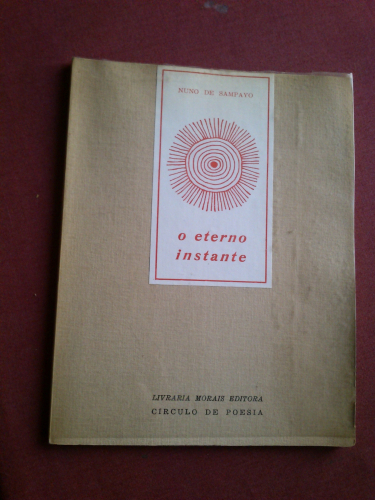 NUNO DE SAMPAYO
o eterno
instante
LIVRARIA MORAIS EDITORA
CIRCULO DE POESIA